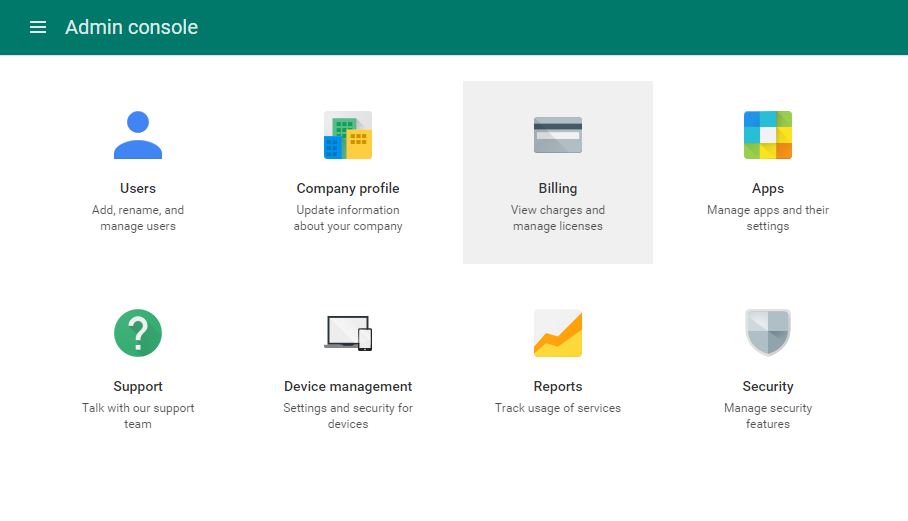 Admin console
Users
Add, rename, and
manage users
Company profile
Update information
about your company
Billing
View charges and
manage licenses
Apps
Manage apps and their
settings
Support
Talk with our support
team
Device management
Settings and security for
devices
Reports
Track usage of services
Security
Manage security
features